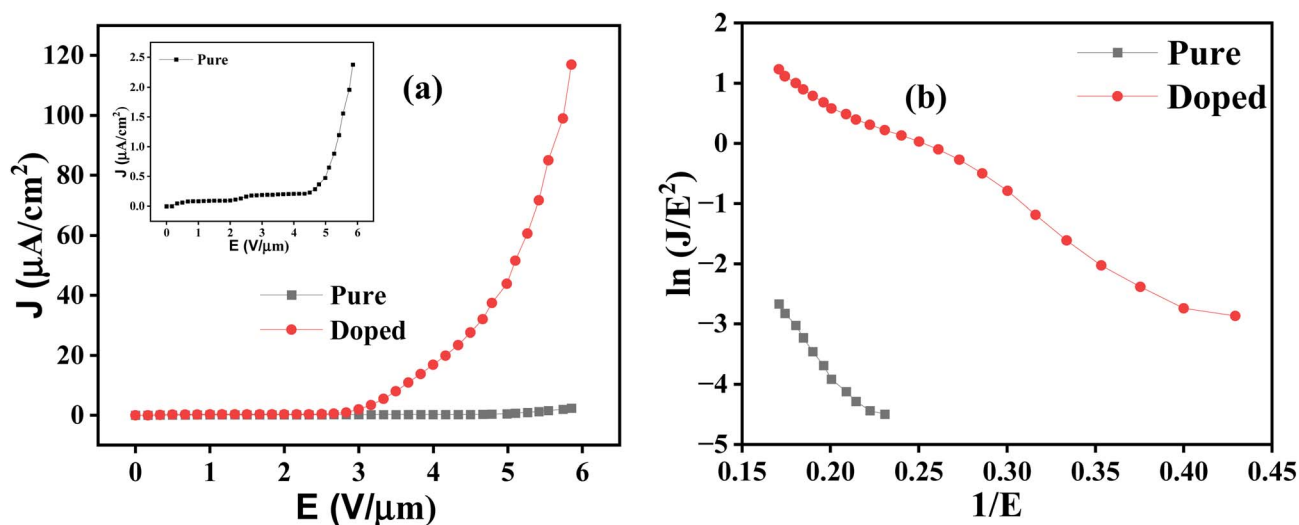 (a)
J (μA/cm²)
120
100
80
60
40
20
0
0 1 2 3 4 5 6
E (V/μm)
Pure
Doped
J (μA/cm²)
2.5
2.0
1.5
1.0
0.5
0.0
0 1 2 3 4 5 6
E (V/μm)
Pure
(b)
ln (J/E²)
2
1
0
−1
−2
−3
−4
−5
0.15 0.20 0.25 0.30 0.35 0.40 0.45
1/E
Pure
Doped